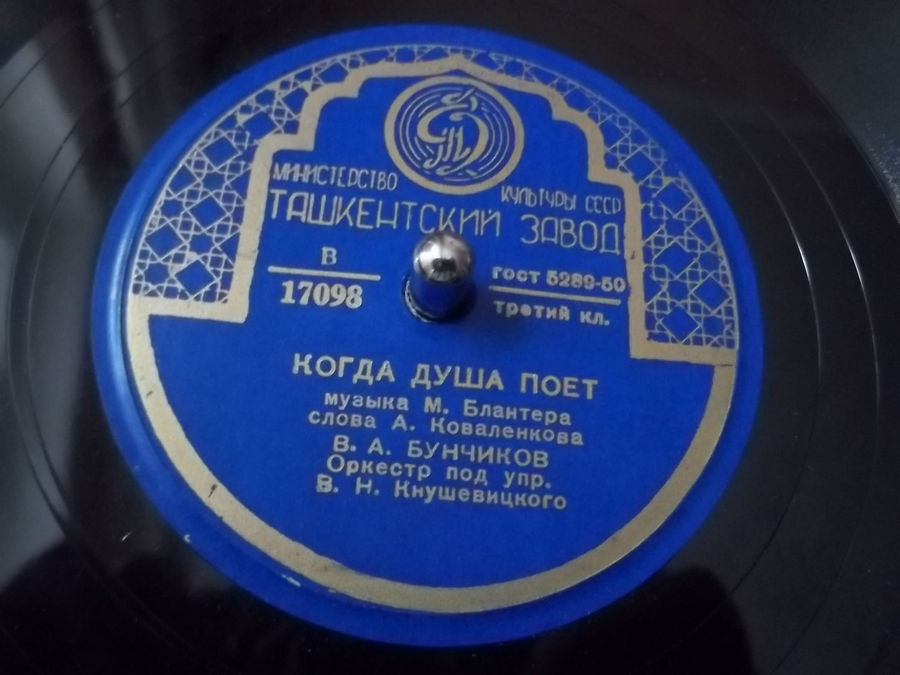 МИНИСТЕРСТВО КУЛЬТУРЫ СССР
ТАШКЕНТСКИЙ ЗАВОД
В
17098
ГОСТ 5289-50
третий кл.
КОГДА ДУША ПОЕТ
музыка М. Блантера
слова А. Коваленкова
В. А. БУНЧИКОВ
Оркестр под упр.
В. Н. Кнушевицкого